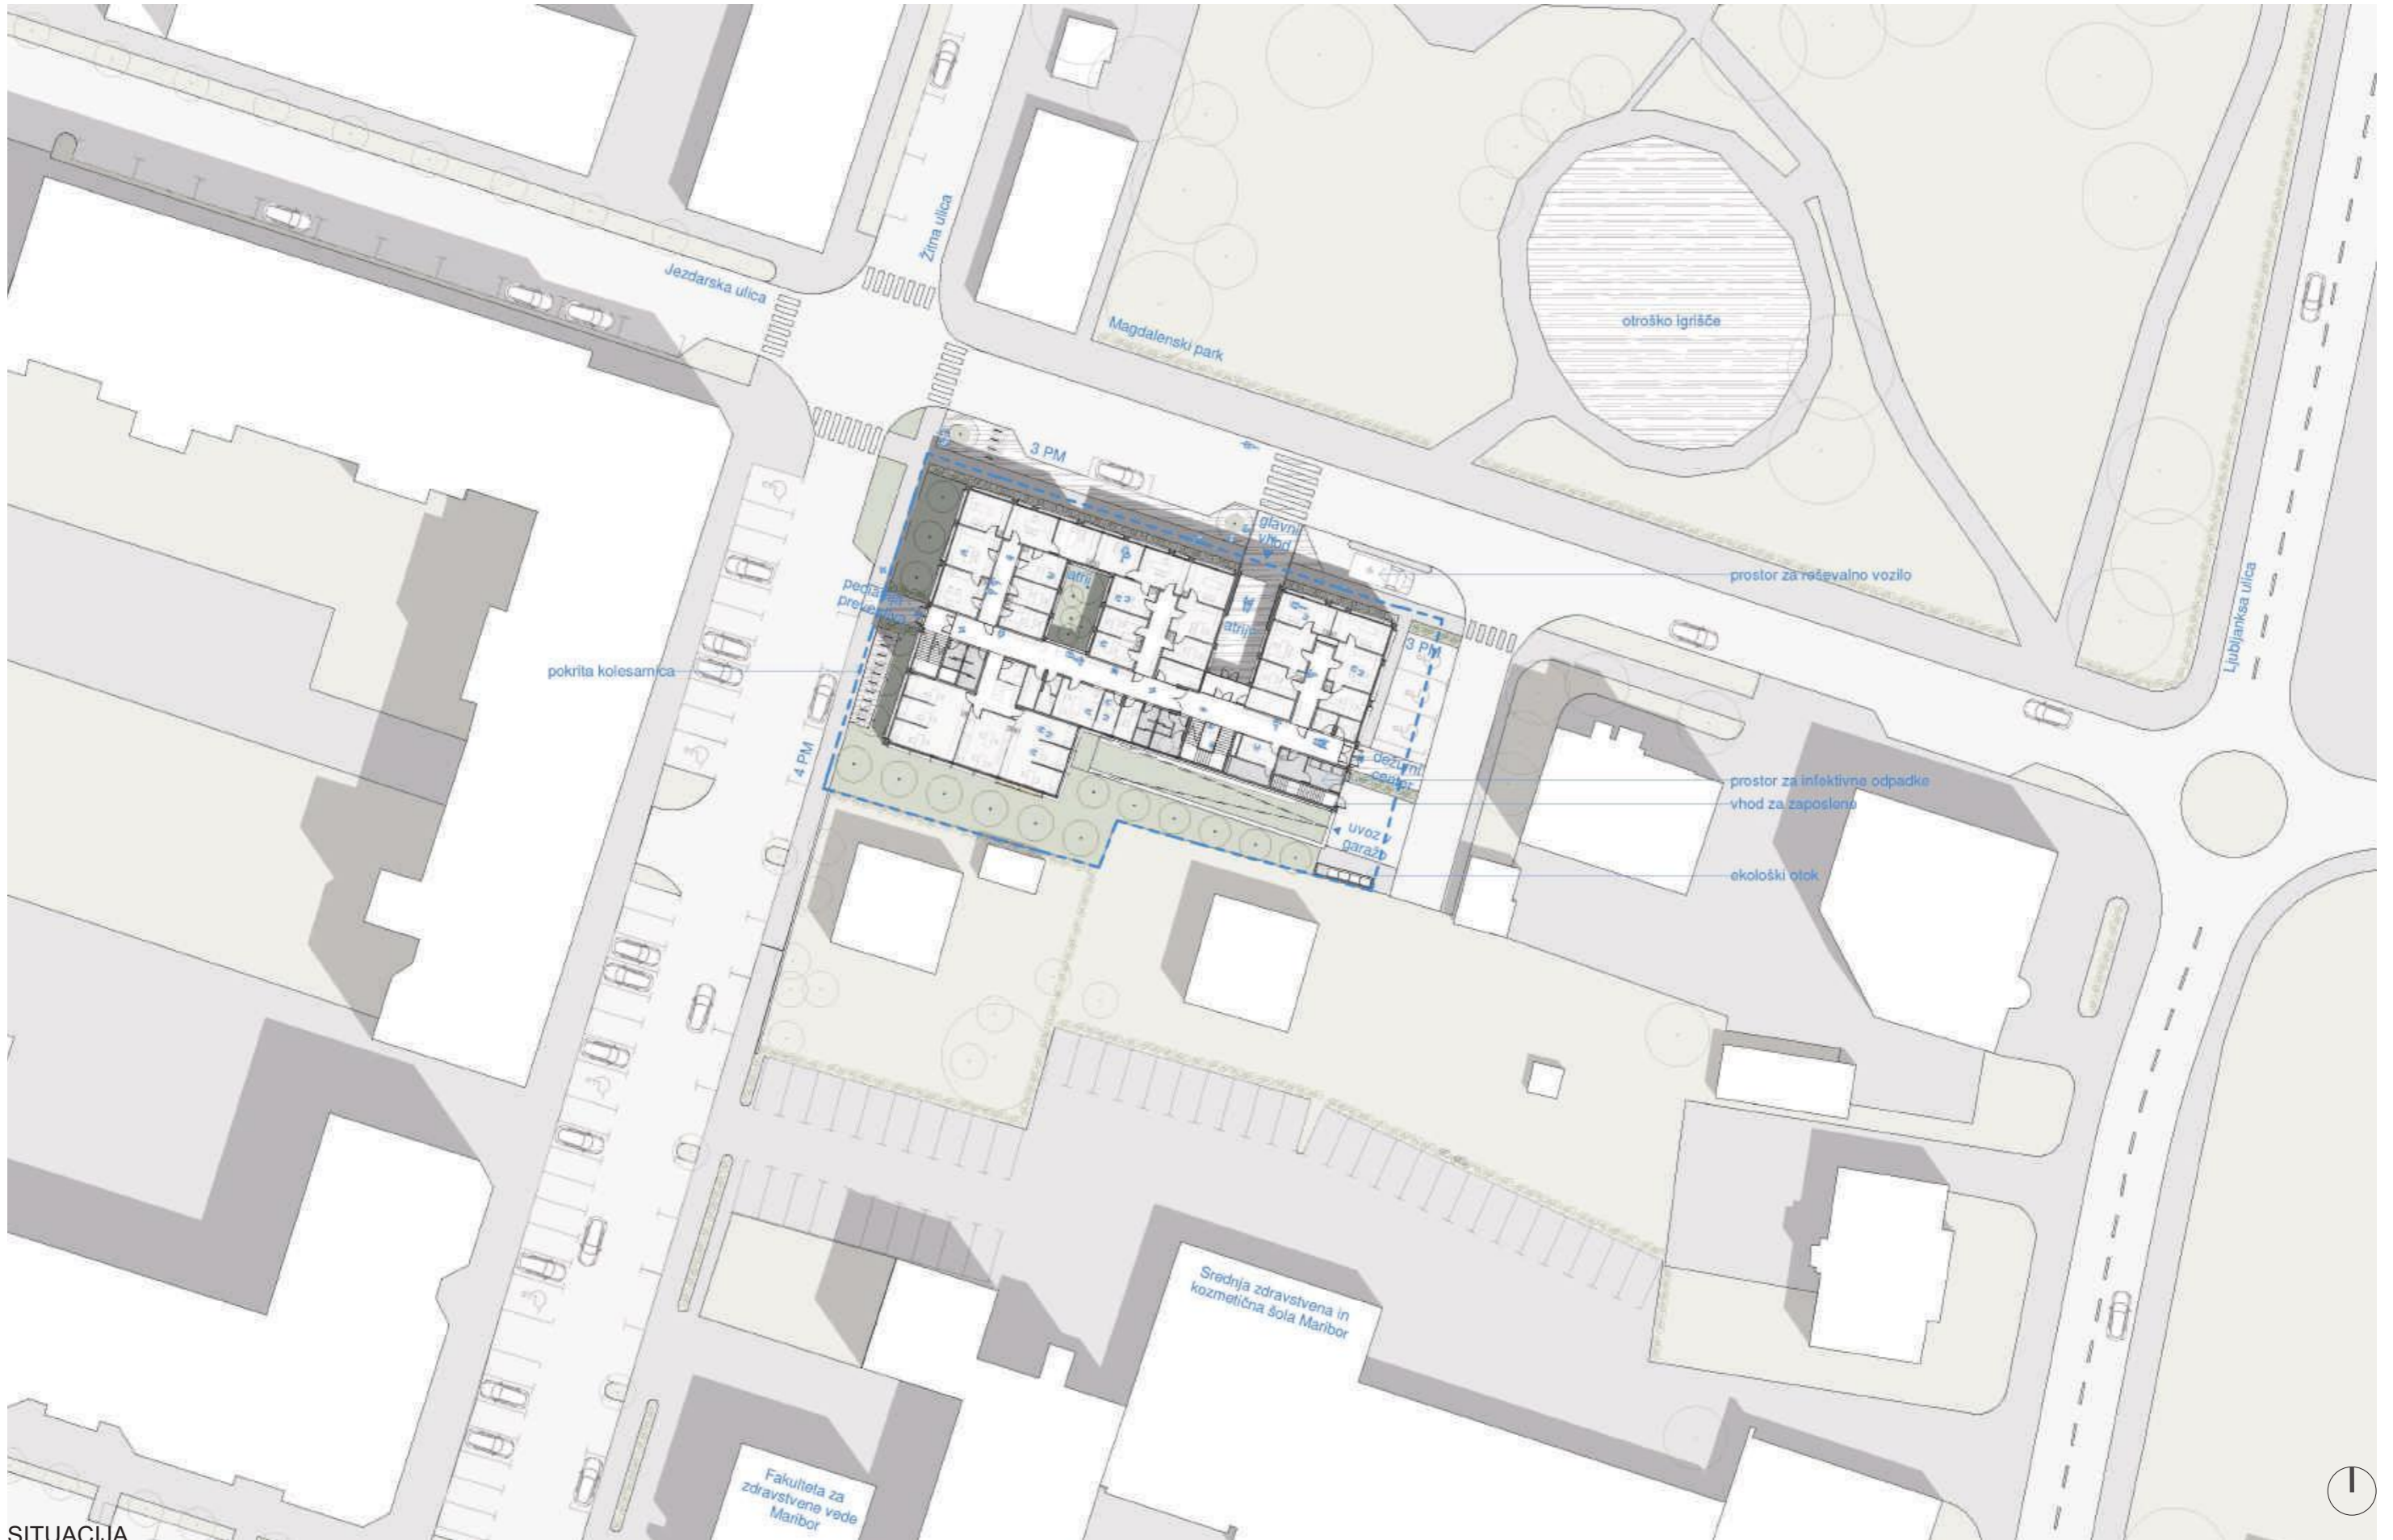 Žitna ulica
Jezdarska ulica
Magdalenski park
otroško igrišče
Ljubljanksa ulica
3 PM
glavni
vhod
prostor za reševalno vozilo
atrij
atrij
3 PM
pokrita kolesarnica
4 PM
dežurni
center
prostor za infektivne odpadke
vhod za zaposlene
uvoz v
garažo
ekološki otok
Srednja zdravstvena in
kozmetična šola Maribor
Fakulteta za
zdravstvene vede
Maribor
SITUACIJA